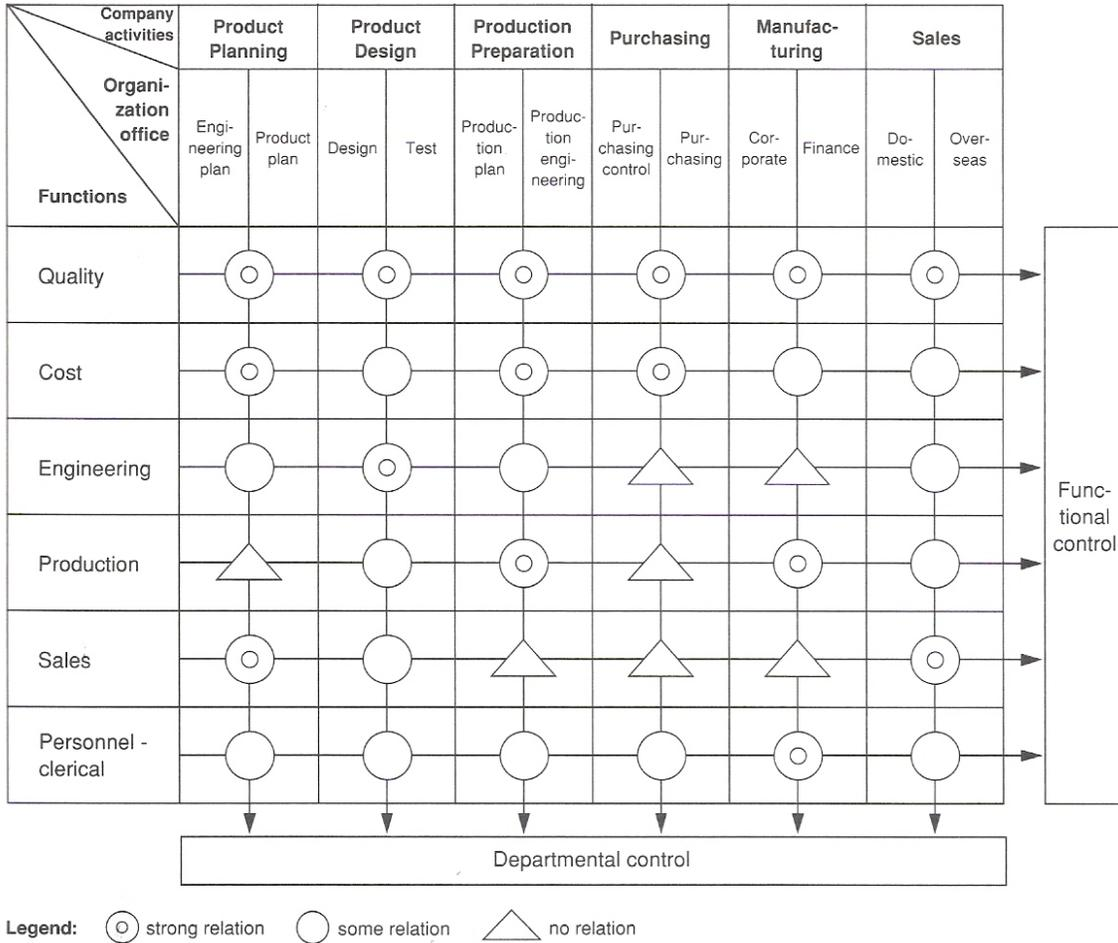 Company
activities
Organi-
zation
office
Functions
Product
Planning
Product
Design
Production
Preparation
Purchasing
Manufac-
turing
Sales
Engi-
neering
plan
Product
plan
Design
Test
Produc-
tion
plan
Produc-
tion
engi-
neering
Pur-
chasing
control
Pur-
chasing
Cor-
porate
Finance
Do-
mestic
Over-
seas
Quality
Cost
Engineering
Production
Sales
Personnel -
clerical
Func-
tional
control
Departmental control
Legend: strong relation some relation no relation